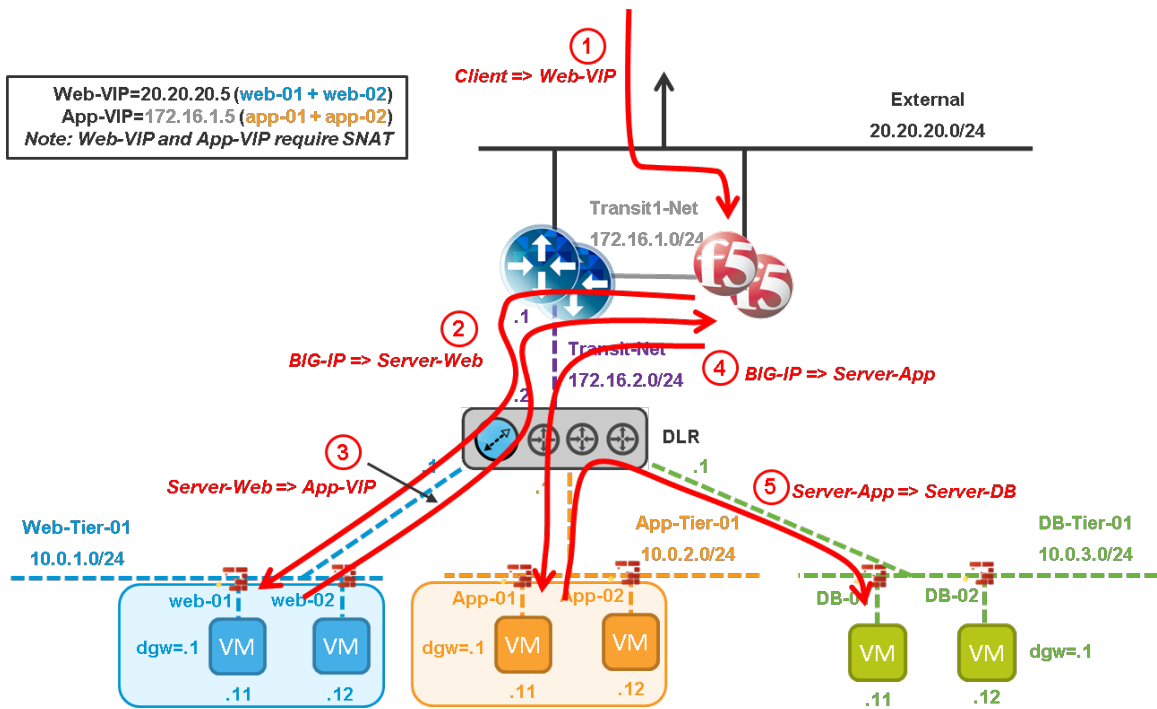 1
Client => Web-VIP
Web-VIP=20.20.20.5 (web-01 + web-02)
App-VIP=172.16.1.5 (app-01 + app-02)
Note: Web-VIP and App-VIP require SNAT
External
20.20.20.0/24
Transit1-Net
172.16.1.0/24
f5
f5
.1
2
BIG-IP => Server-Web
Transit-Net
172.16.2.0/24
4
BIG-IP => Server-App
.2
DLR
3
.1
.1
Server-Web => App-VIP
5
Server-App => Server-DB
Web-Tier-01
10.0.1.0/24
App-Tier-01
10.0.2.0/24
DB-Tier-01
10.0.3.0/24
web-01
web-02
App-01
App-02
DB-0
DB-02
dgw=.1
VM
VM
dgw=.1
VM
VM
VM
VM
dgw=.1
.11
.12
.11
.12
.11
.12